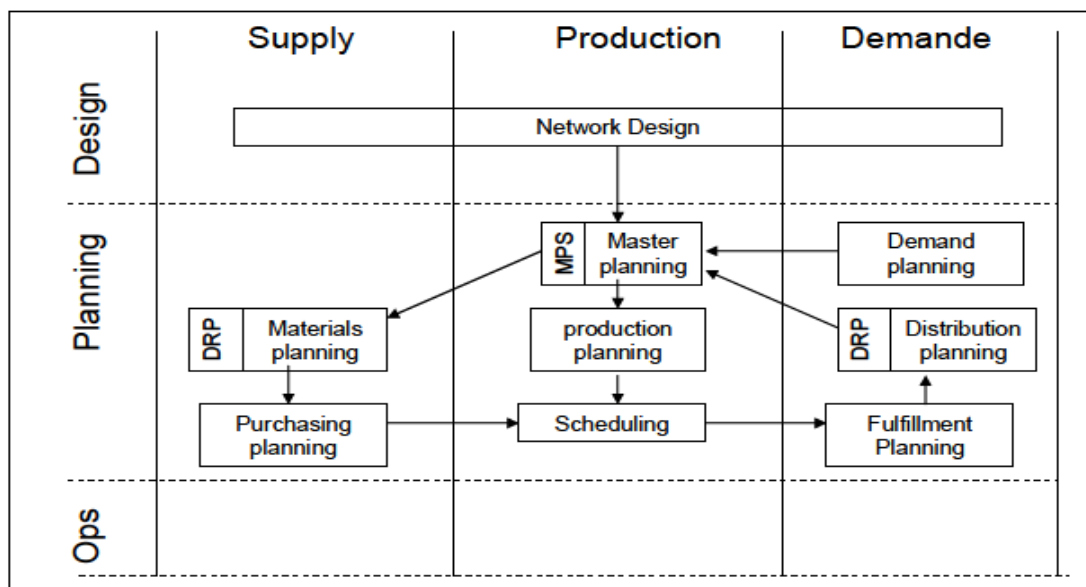 Supply
Production
Demande
Design
Network Design
Planning
MPS
Master
planning
Demand
planning
DRP
Materials
planning
production
planning
DRP
Distribution
planning
Purchasing
planning
Scheduling
Fulfillment
Planning
Ops